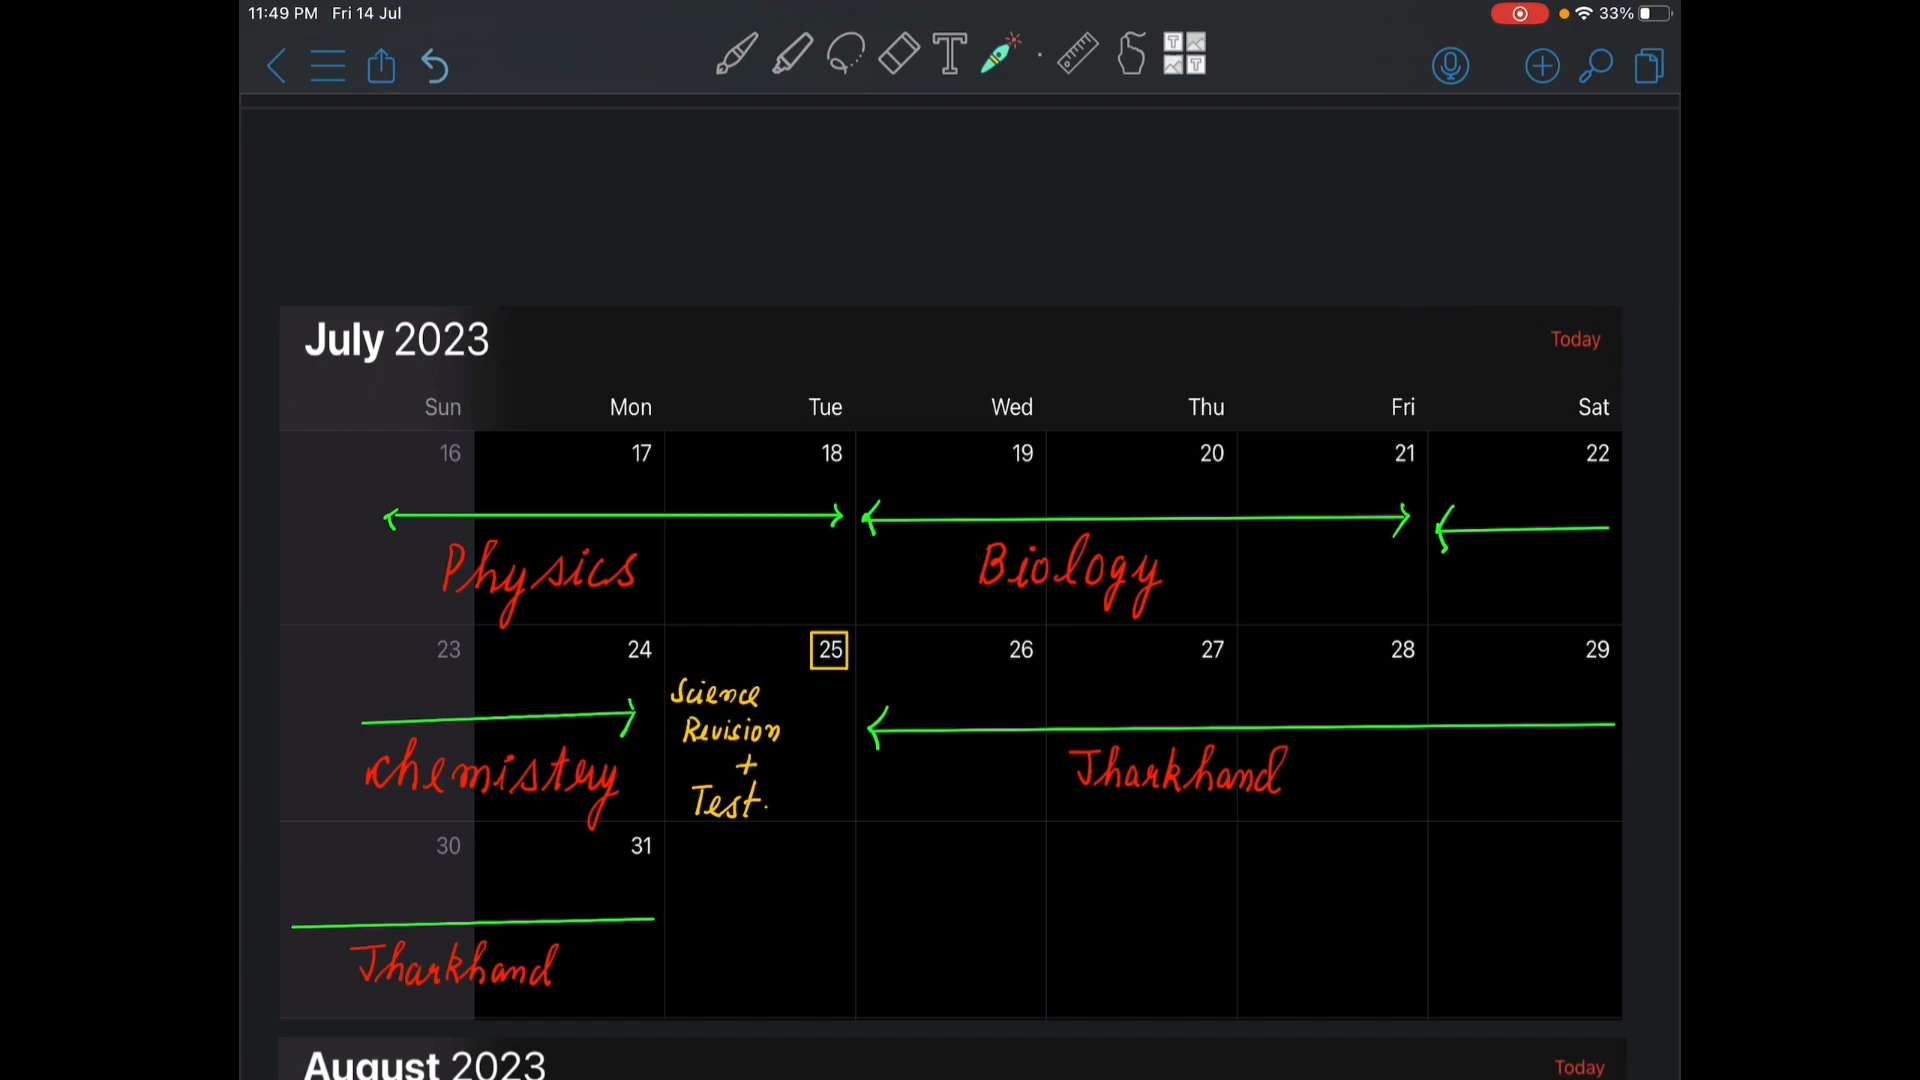 11:49 PM Fri 14 Jul 33%
July 2023 Today
Sun Mon Tue Wed Thu Fri Sat
16 17 18 19 20 21 22
Physics Biology
23 24 25 26 27 28 29
Science
Revision
+
Test.
chemistery Jharkhand
30 31
Jharkhand
August 2023 Today